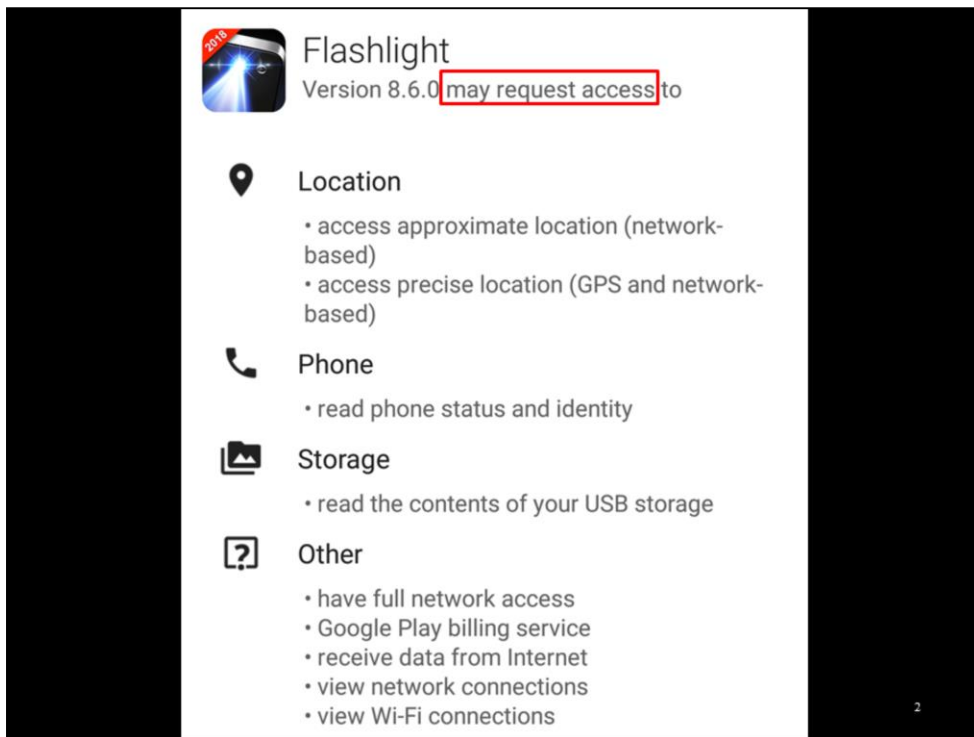 2018
Flashlight
Version 8.6.0 may request access to
Location
• access approximate location (network-
based)
• access precise location (GPS and network-
based)
Phone
• read phone status and identity
Storage
• read the contents of your USB storage
Other
• have full network access
• Google Play billing service
• receive data from Internet
• view network connections
• view Wi-Fi connections
2